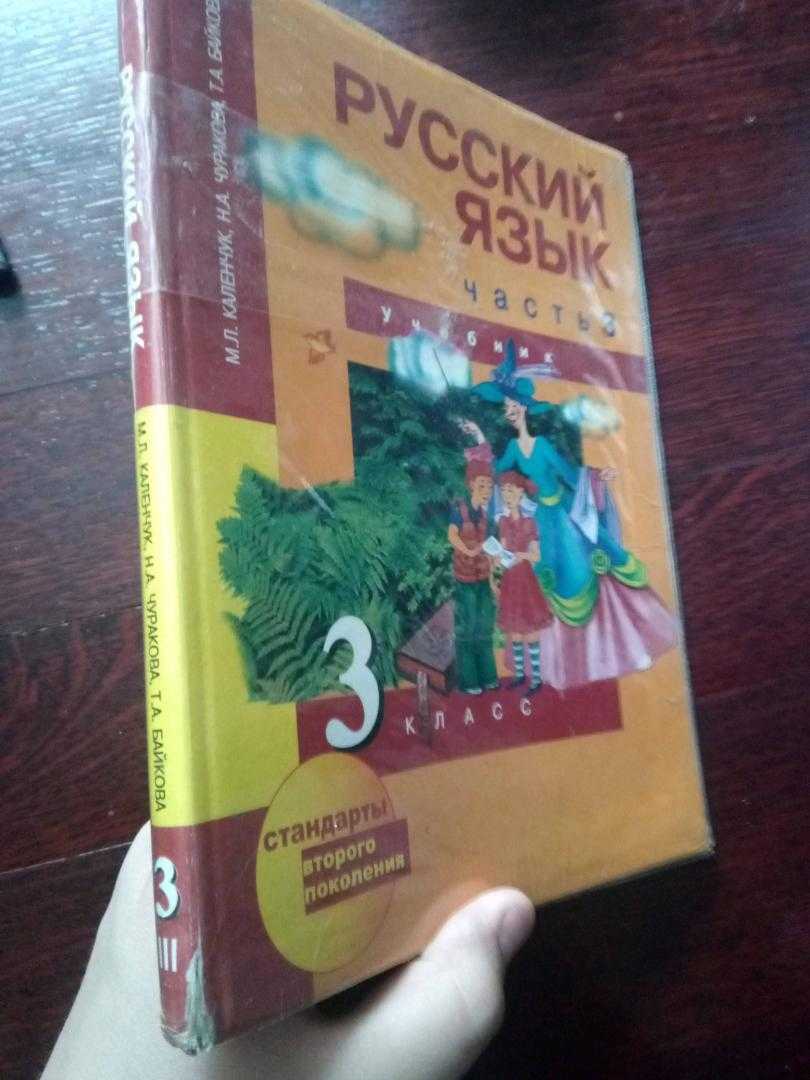 РУССКИЙ ЯЗЫК
М.Л. КАЛЕНЧУК, Н.А. ЧУРАКОВА, Т.А. БАЙКОВА
3
III
М.Л. КАЛЕНЧУК, Н.А. ЧУРАКОВА, Т.А. БАЙКОВА
РУССКИЙ
ЯЗЫК
часть 3
учебник
3
КЛАСС
стандарты
второго
поколения